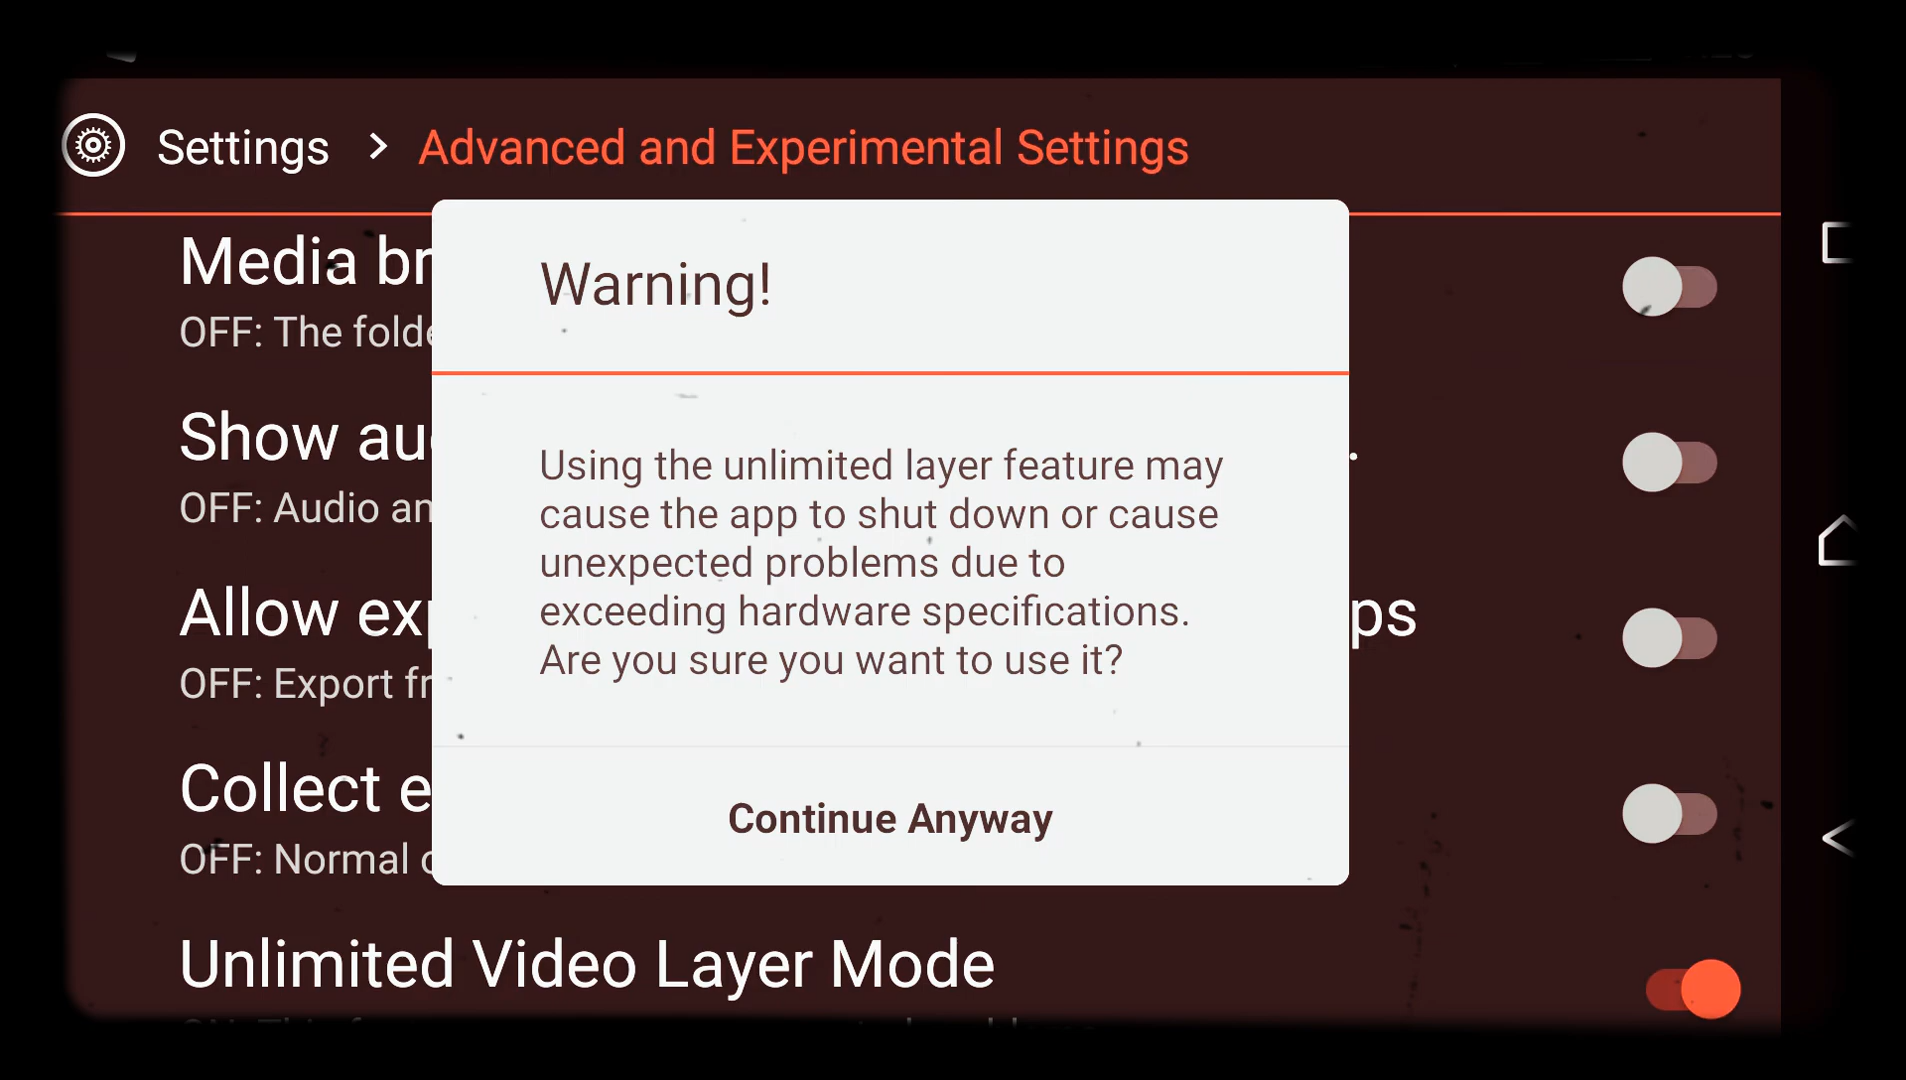 Settings > Advanced and Experimental Settings
Media br
OFF: The folde
Show au
OFF: Audio an
Allow exp ps
OFF: Export fr
Collect e
OFF: Normal
Unlimited Video Layer Mode
Warning!
Using the unlimited layer feature may
cause the app to shut down or cause
unexpected problems due to
exceeding hardware specifications.
Are you sure you want to use it?
Continue Anyway